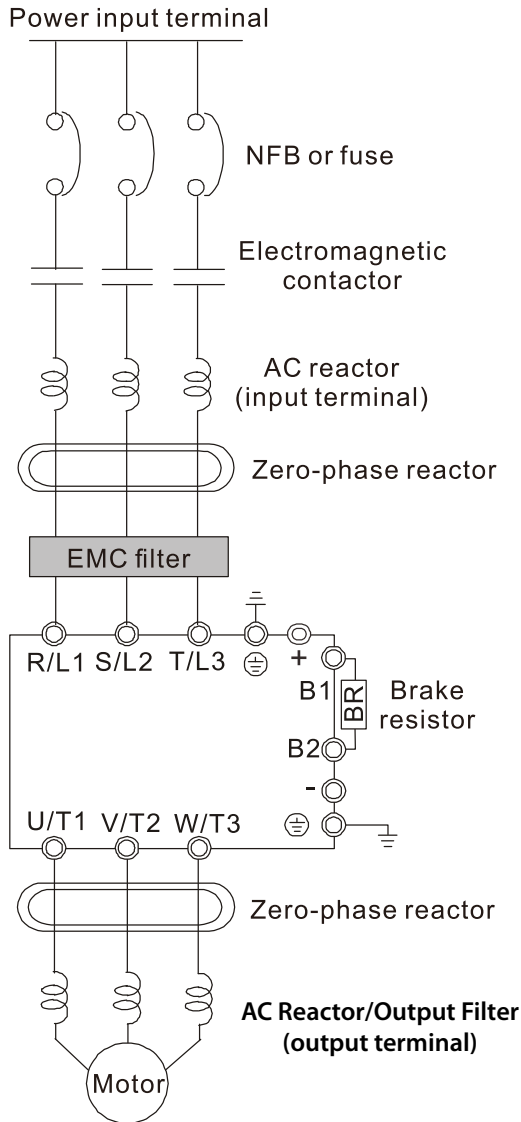 Power input terminal
NFB or fuse
Electromagnetic
contactor
AC reactor
(input terminal)
Zero-phase reactor
EMC filter
R/L1 S/L2 T/L3
+
B1
BR
Brake
resistor
B2
-
U/T1 V/T2 W/T3
Zero-phase reactor
AC Reactor/Output Filter
(output terminal)
Motor